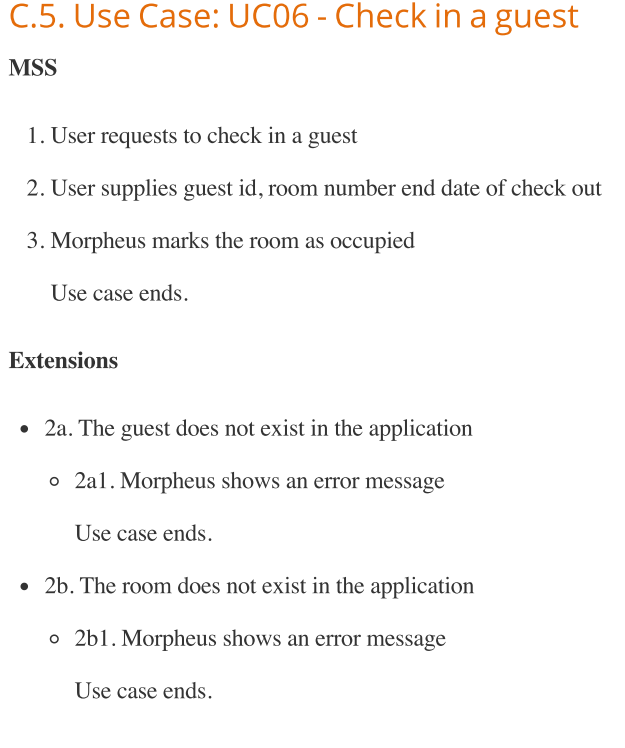 C.5. Use Case: UC06 - Check in a guest
MSS
1. User requests to check in a guest
2. User supplies guest id, room number end date of check out
3. Morpheus marks the room as occupied
Use case ends.
Extensions
• 2a. The guest does not exist in the application
◦ 2a1. Morpheus shows an error message
Use case ends.
• 2b. The room does not exist in the application
◦ 2b1. Morpheus shows an error message
Use case ends.